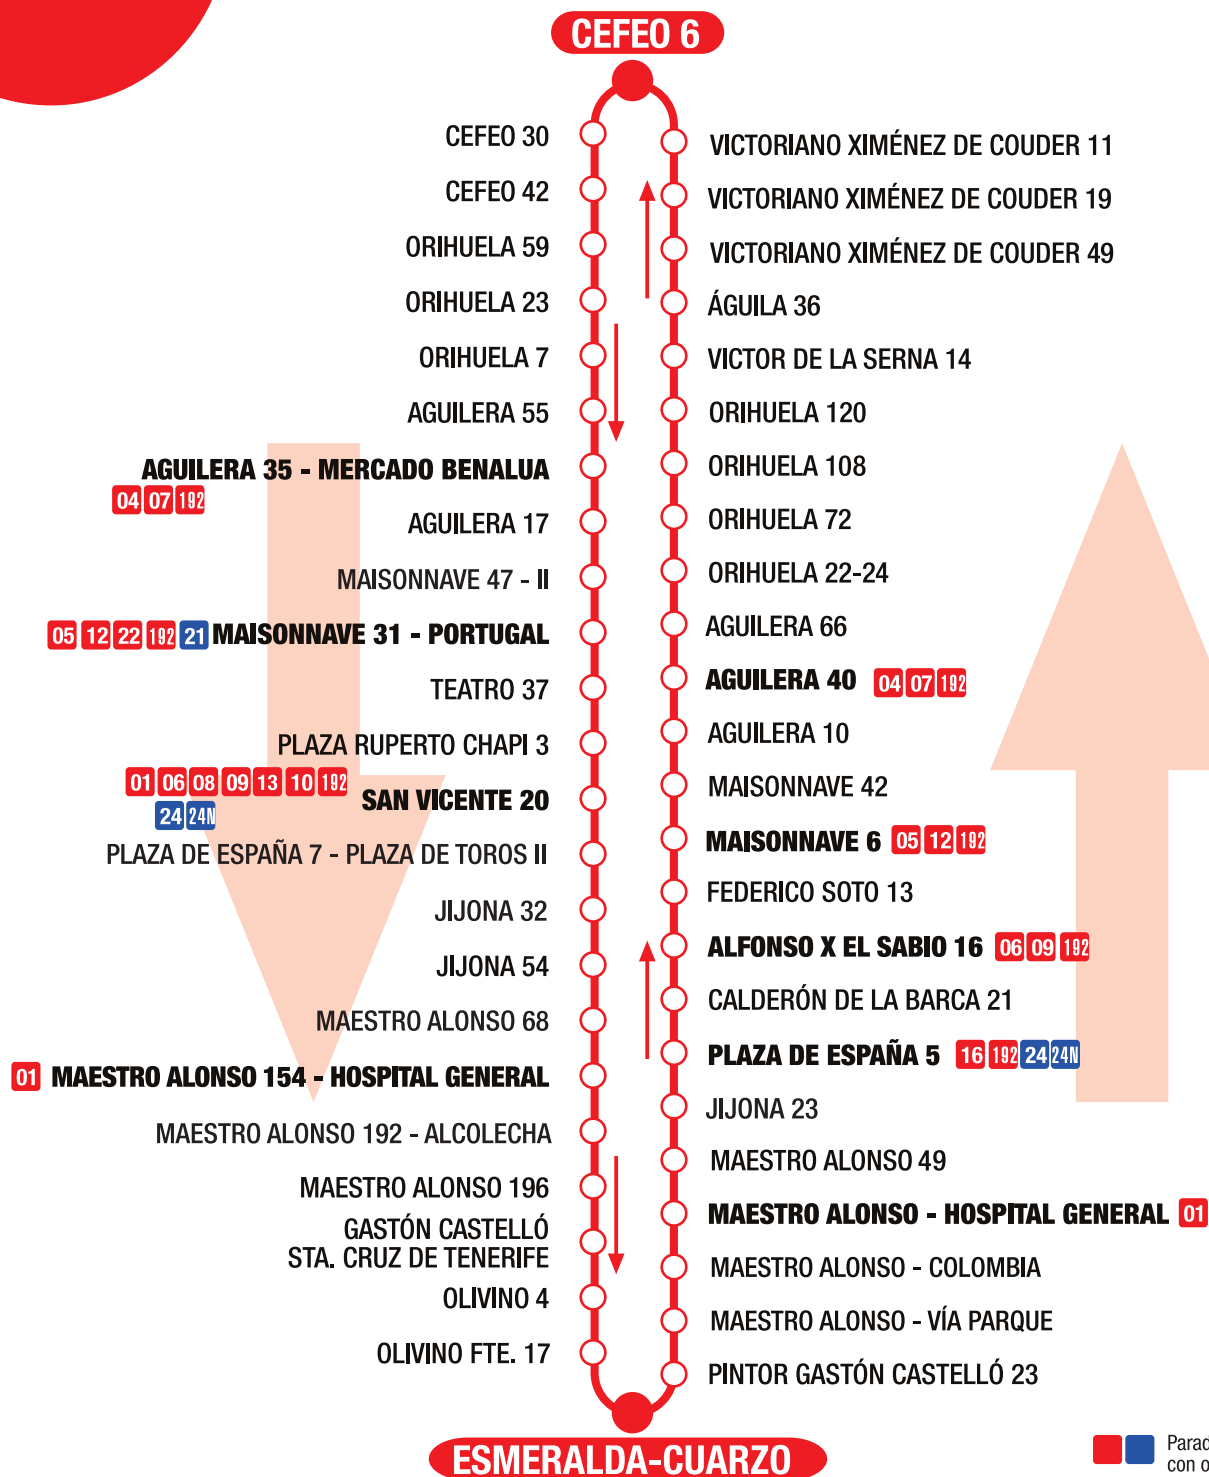 CEFEO 6
CEFEO 30
CEFEO 42
ORIHUELA 59
ORIHUELA 23
ORIHUELA 7
AGUILERA 55
AGUILERA 35 - MERCADO BENALUA
04 07 192
AGUILERA 17
MAISONNAVE 47 - II
05 12 22 192 21 MAISONNAVE 31 - PORTUGAL
TEATRO 37
PLAZA RUPERTO CHAPI 3
01 06 08 09 13 10 192
SAN VICENTE 20
24 24N
PLAZA DE ESPAÑA 7 - PLAZA DE TOROS II
JIJONA 32
JIJONA 54
MAESTRO ALONSO 68
01 MAESTRO ALONSO 154 - HOSPITAL GENERAL
MAESTRO ALONSO 192 - ALCOLECHA
MAESTRO ALONSO 196
GASTÓN CASTELLÓ
STA. CRUZ DE TENERIFE
OLIVINO 4
OLIVINO FTE. 17
VICTORIANO XIMÉNEZ DE COUDER 11
VICTORIANO XIMÉNEZ DE COUDER 19
VICTORIANO XIMÉNEZ DE COUDER 49
ÁGUILA 36
VICTOR DE LA SERNA 14
ORIHUELA 120
ORIHUELA 108
ORIHUELA 72
ORIHUELA 22-24
AGUILERA 66
AGUILERA 40 04 07 192
AGUILERA 10
MAISONNAVE 42
MAISONNAVE 6 05 12 192
FEDERICO SOTO 13
ALFONSO X EL SABIO 16 06 09 192
CALDERÓN DE LA BARCA 21
PLAZA DE ESPAÑA 5 16 192 24 24N
JIJONA 23
MAESTRO ALONSO 49
MAESTRO ALONSO - HOSPITAL GENERAL 01
MAESTRO ALONSO - COLOMBIA
MAESTRO ALONSO - VÍA PARQUE
PINTOR GASTÓN CASTELLÓ 23
ESMERALDA-CUARZO
Parad
con o